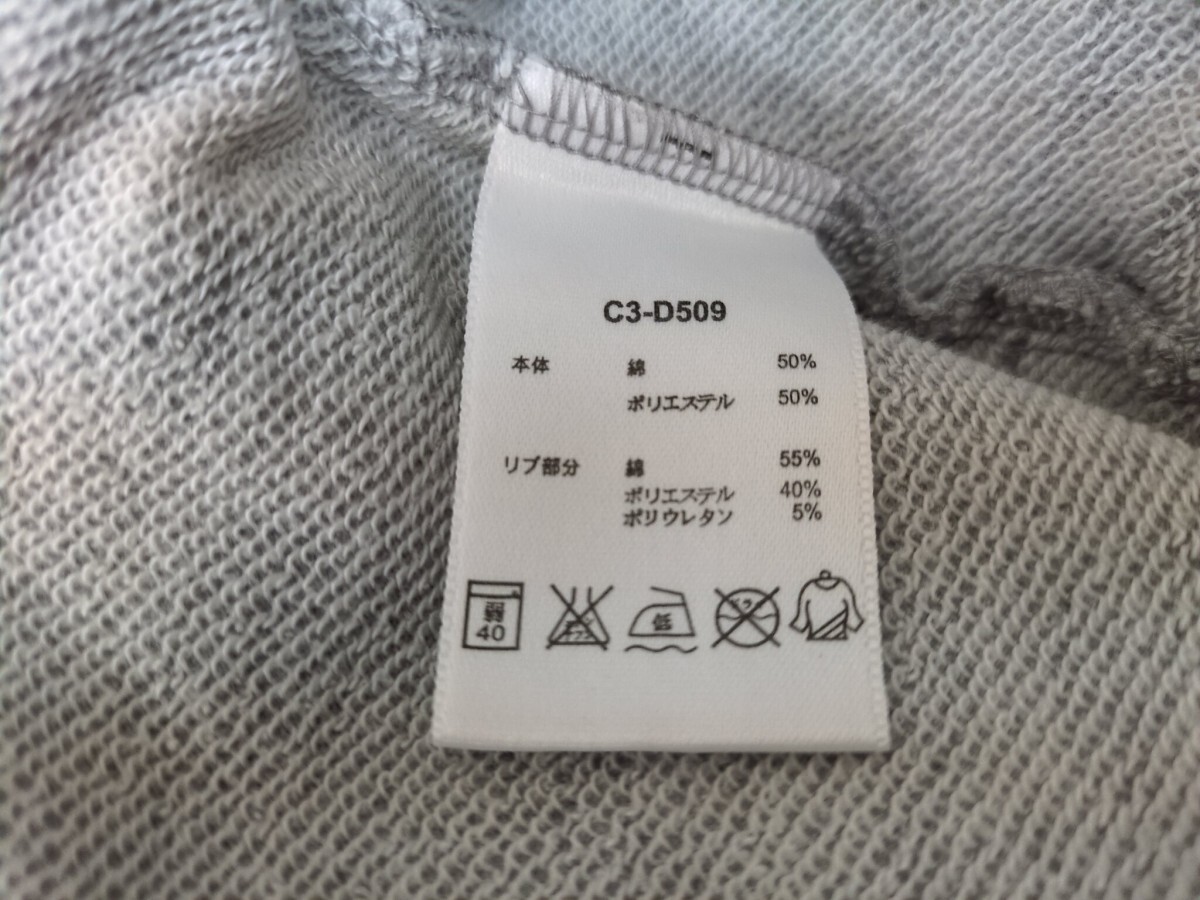 C3-D509
本体 綿 50%
ポリエステル 50%
リブ部分 綿 55%
ポリエステル 40%
ポリウレタン 5%
弱 低
40